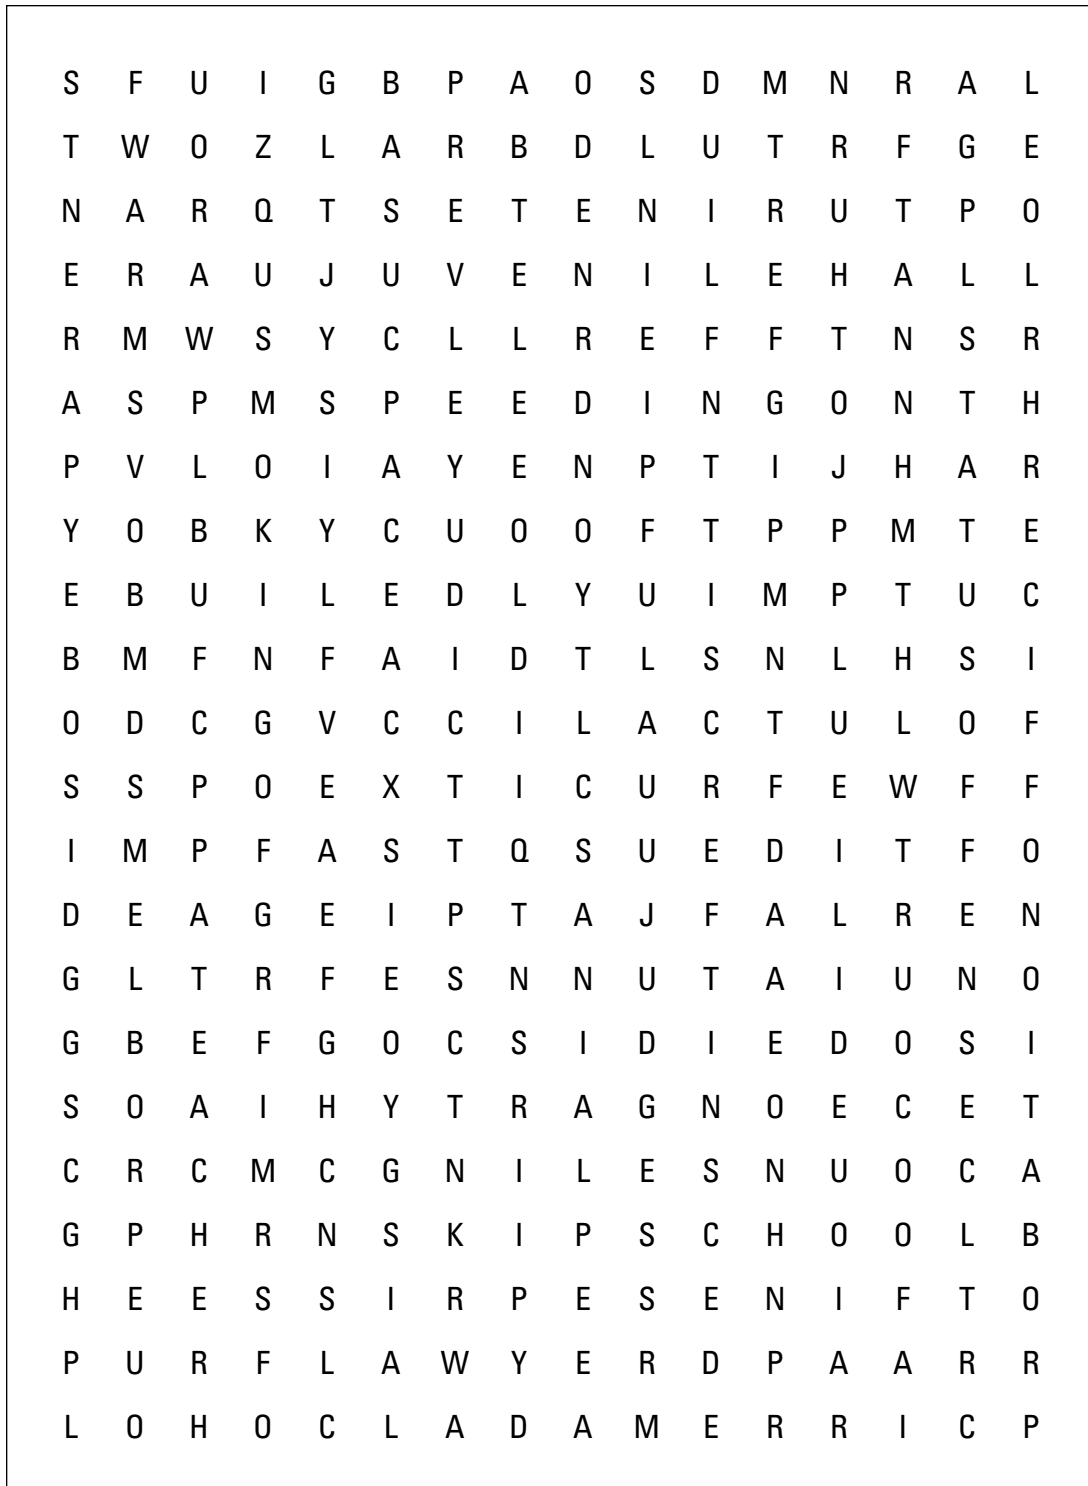 S F U I G B P A O S D M N R A L
T W O Z L A R B D L U T R F G E
N A R Q T S E T E N I R U T P O
E R A U J U V E N I L E H A L L
R M W S Y C L L R E F F T N S R
A S P M S P E E D I N G O N T H
P V L O I A Y E N P T I J H A R
Y O B K Y C U O O F T P P M T E
E B U I L E D L Y U I M P T U C
B M F N F A I D T L S N L H S I
O D C G V C C I L A C T U L O F
S S P O E X T I C U R F E W F F
I M P F A S T Q S U E D I T F O
D E A G E I P T A J F A L R E N
G L T R F E S N N U T A I U N O
G B E F G O C S I D I E D O S I
S O A I H Y T R A G N O E C E T
C R C M C G N I L E S N U O C A
G P H R N S K I P S C H O O L B
H E E S S I R P E S E N I F T O
P U R F L A W Y E R D P A A R R
L O H O C L A D A M E R R I C P